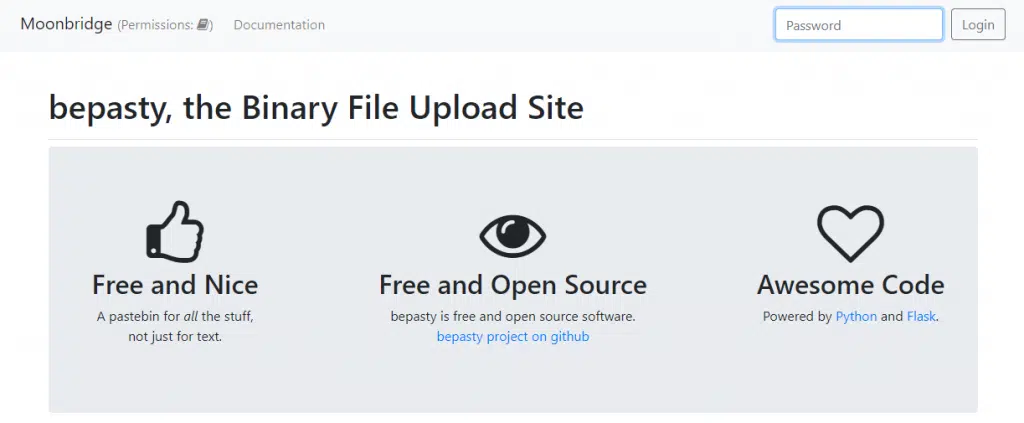 Moonbridge (Permissions: ) Documentation Password Login
bepasty, the Binary File Upload Site
Free and Nice
A pastebin for all the stuff,
not just for text.
Free and Open Source
bepasty is free and open source software.
bepasty project on github
Awesome Code
Powered by Python and Flask.